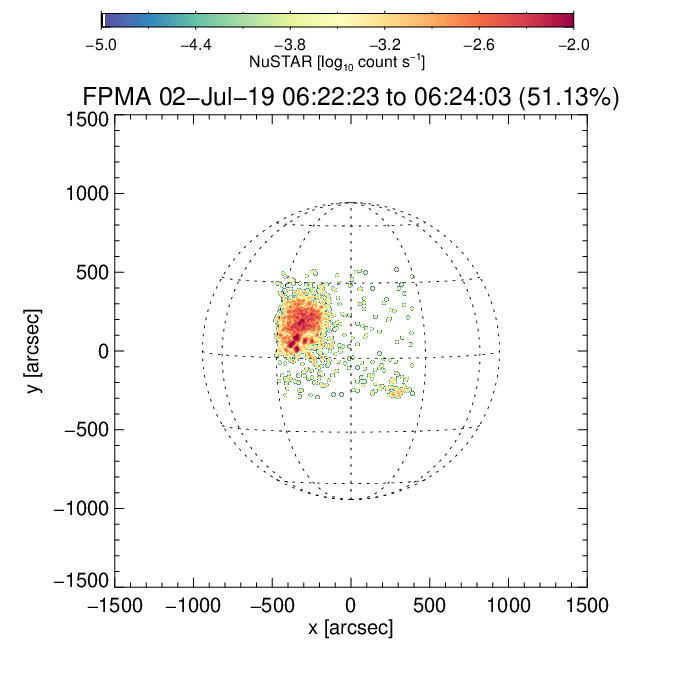 −5.0 −4.4 −3.8 −3.2 −2.6 −2.0
NuSTAR [log₁₀ count s⁻¹]
FPMA 02−Jul−19 06:22:23 to 06:24:03 (51.13%)
1500
1000
500
0
−500
−1000
−1500
y [arcsec]
−1500 −1000 −500 0 500 1000 1500
x [arcsec]